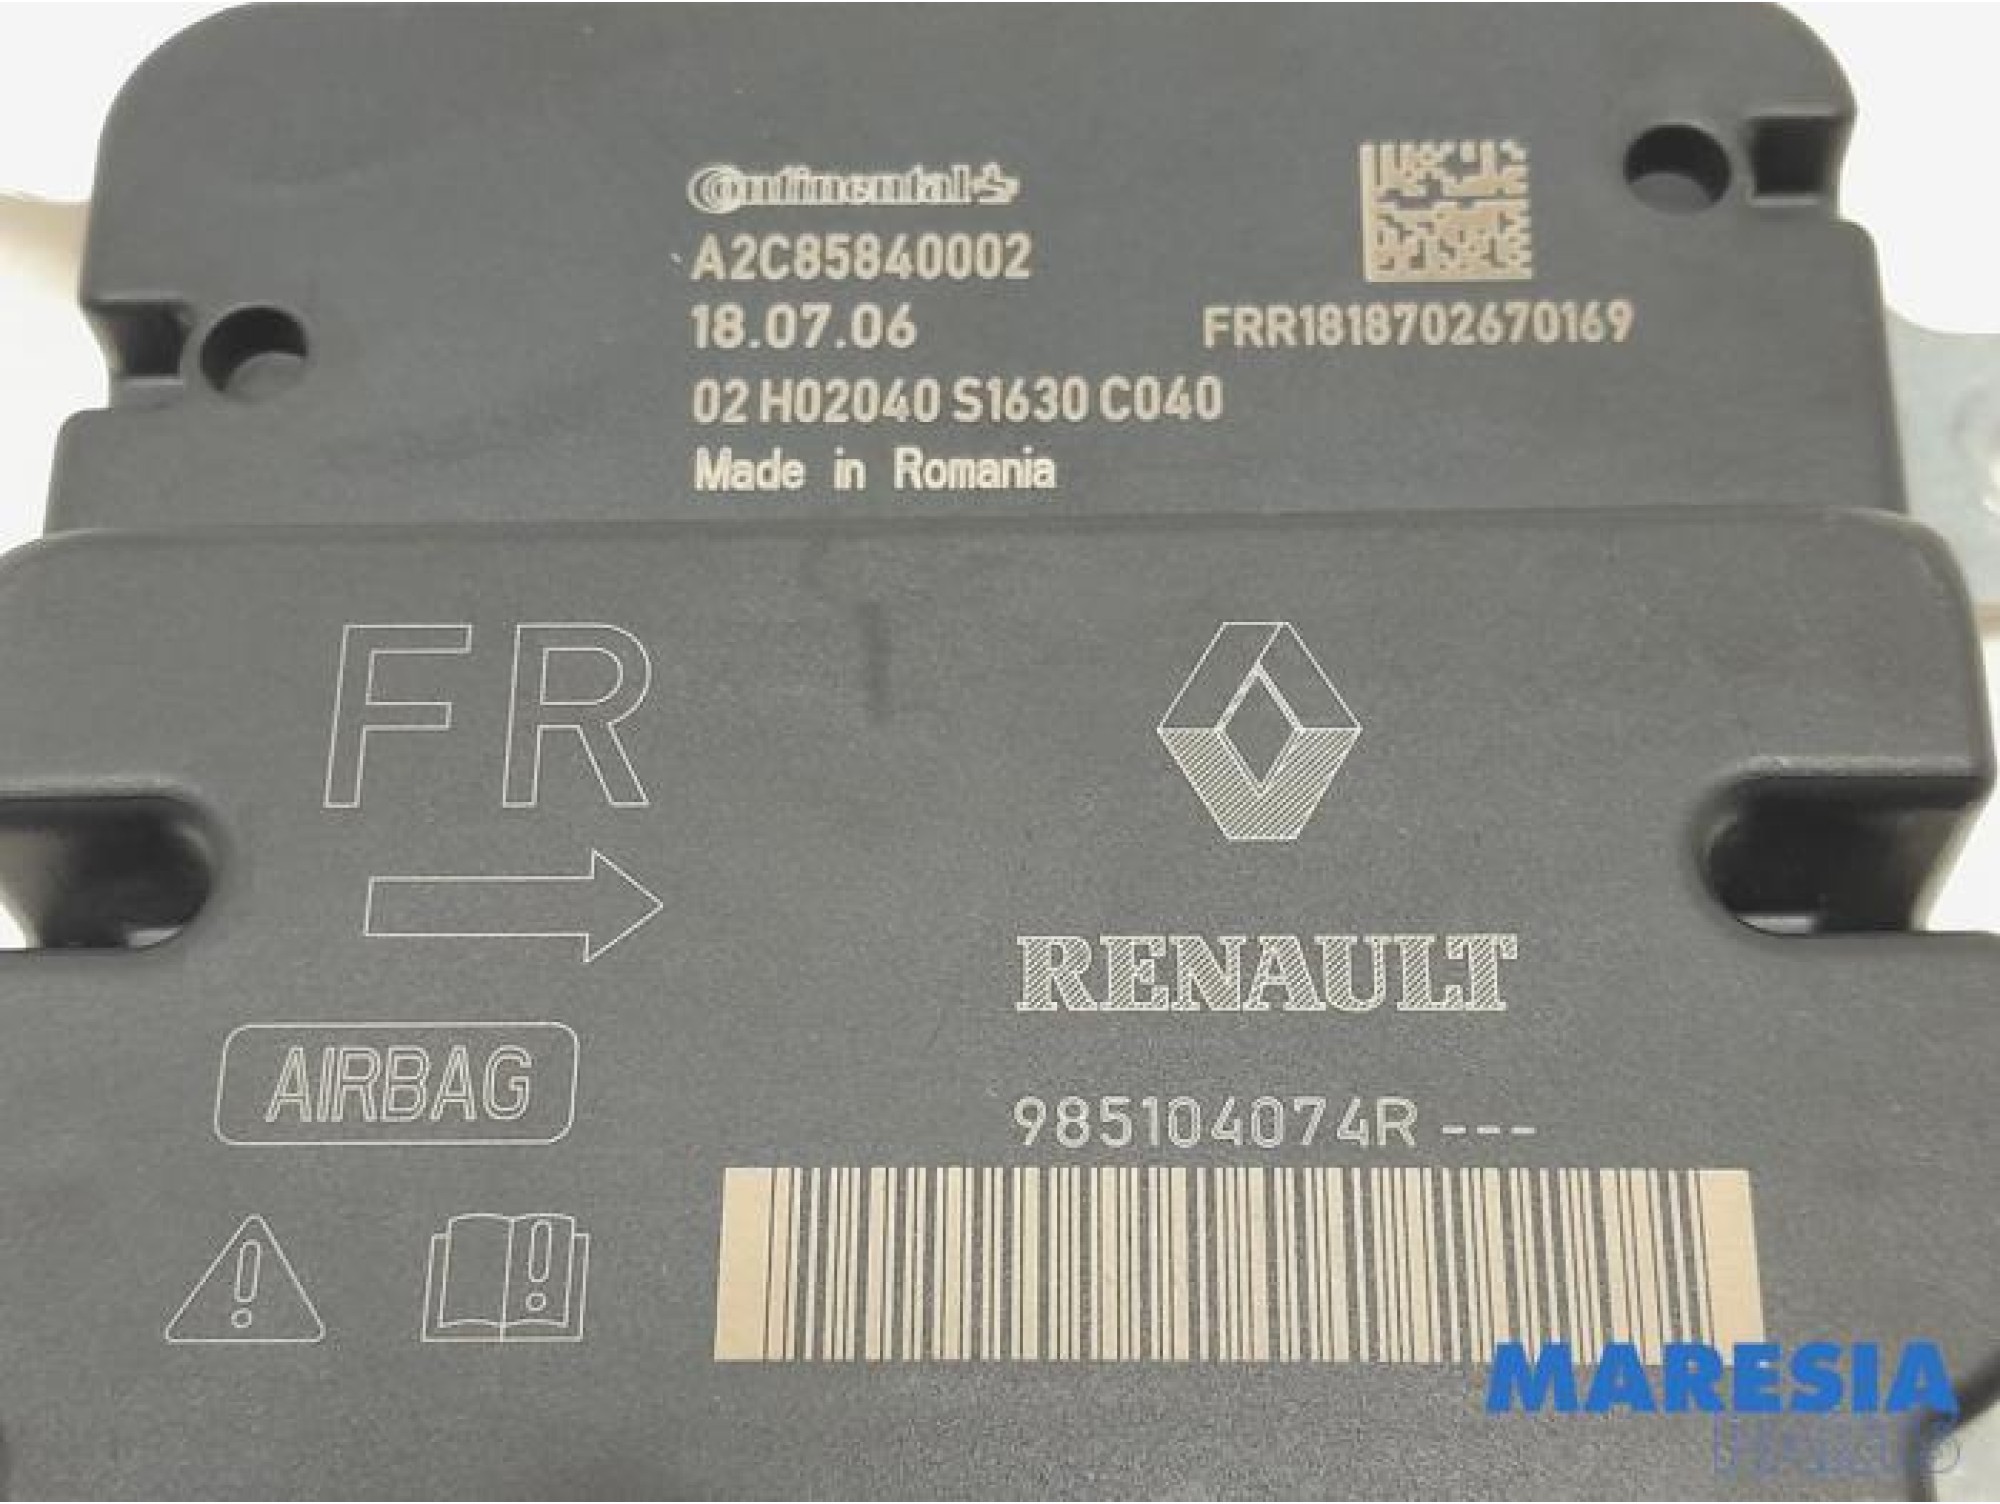 Continental
A2C85840002
18.07.06
FRR1818702670169
02 H02040 S1630 C040
Made in Romania
FR
RENAULT
AIRBAG
985104074R ---
MARESIA